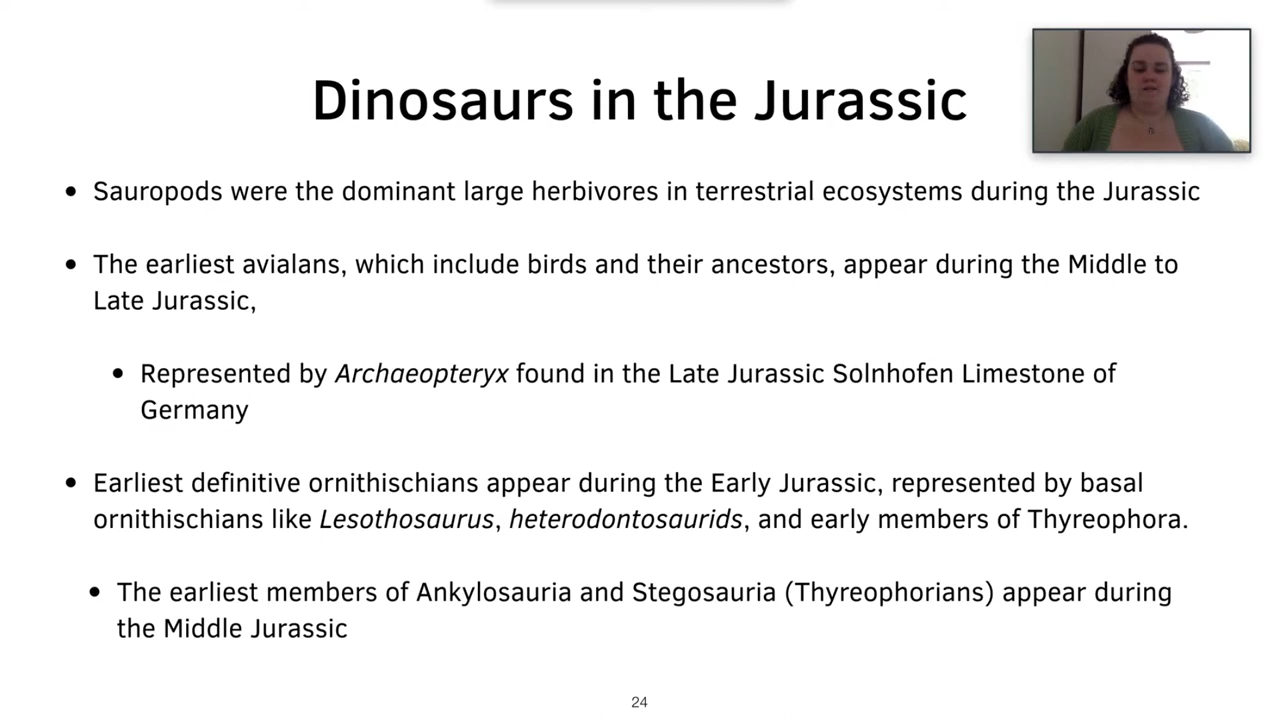 Dinosaurs in the Jurassic
• Sauropods were the dominant large herbivores in terrestrial ecosystems during the Jurassic
• The earliest avialans, which include birds and their ancestors, appear during the Middle to
Late Jurassic,
• Represented by Archaeopteryx found in the Late Jurassic Solnhofen Limestone of
Germany
• Earliest definitive ornithischians appear during the Early Jurassic, represented by basal
ornithischians like Lesothosaurus, heterodontosaurids, and early members of Thyreophora.
• The earliest members of Ankylosauria and Stegosauria (Thyreophorians) appear during
the Middle Jurassic
24